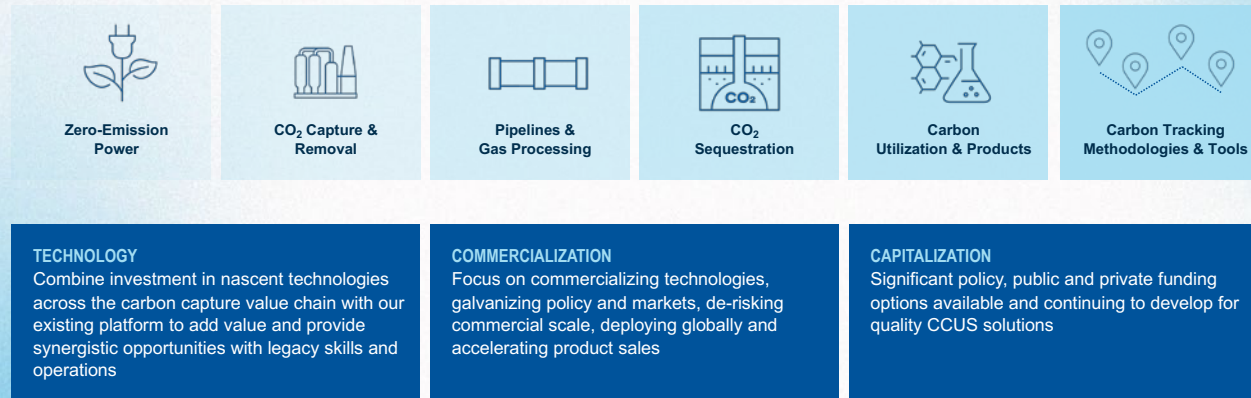 Zero-Emission
Power
CO₂ Capture &
Removal
Pipelines &
Gas Processing
CO₂
CO₂
Sequestration
Carbon
Utilization & Products
Carbon Tracking
Methodologies & Tools
TECHNOLOGY
Combine investment in nascent technologies
across the carbon capture value chain with our
existing platform to add value and provide
synergistic opportunities with legacy skills and
operations
COMMERCIALIZATION
Focus on commercializing technologies,
galvanizing policy and markets, de-risking
commercial scale, deploying globally and
accelerating product sales
CAPITALIZATION
Significant policy, public and private funding
options available and continuing to develop for
quality CCUS solutions